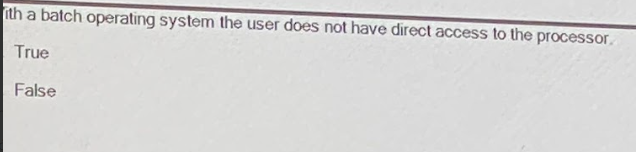 ith a batch operating system the user does not have direct access to the processor.
True
False